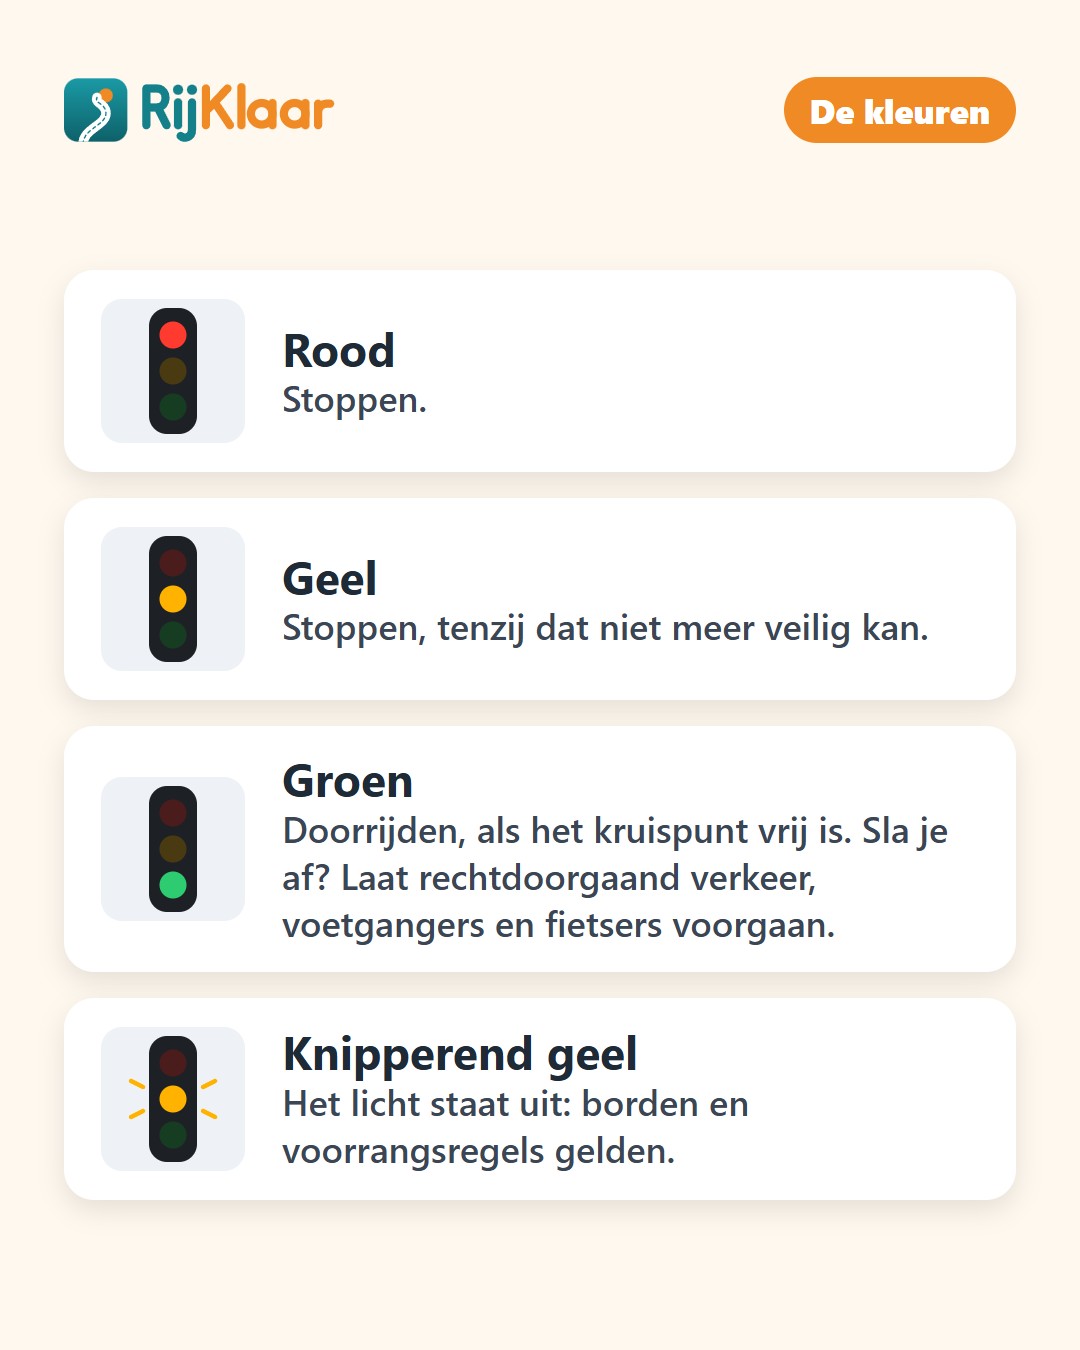 RijKlaar
De kleuren
Rood
Stoppen.
Geel
Stoppen, tenzij dat niet meer veilig kan.
Groen
Doorrijden, als het kruispunt vrij is. Sla je
af? Laat rechtdoorgaand verkeer,
voetgangers en fietsers voorgaan.
Knipperend geel
Het licht staat uit: borden en
voorrangsregels gelden.